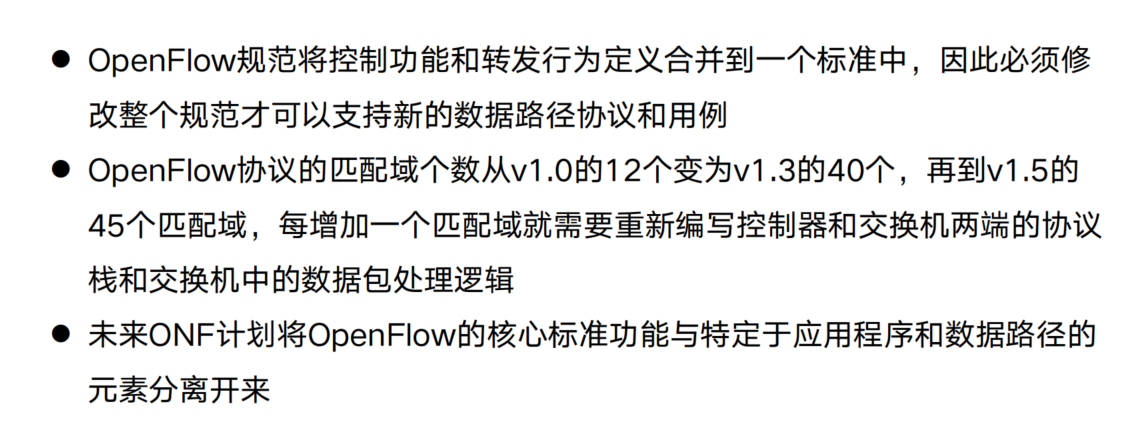 ● OpenFlow规范将控制功能和转发行为定义合并到一个标准中，因此必须修
改整个规范才可以支持新的数据路径协议和用例
● OpenFlow协议的匹配域个数从v1.0的12个变为v1.3的40个，再到v1.5的
45个匹配域，每增加一个匹配域就需要重新编写控制器和交换机两端的协议
栈和交换机中的数据包处理逻辑
● 未来ONF计划将OpenFlow的核心标准功能与特定于应用程序和数据路径的
元素分离开来